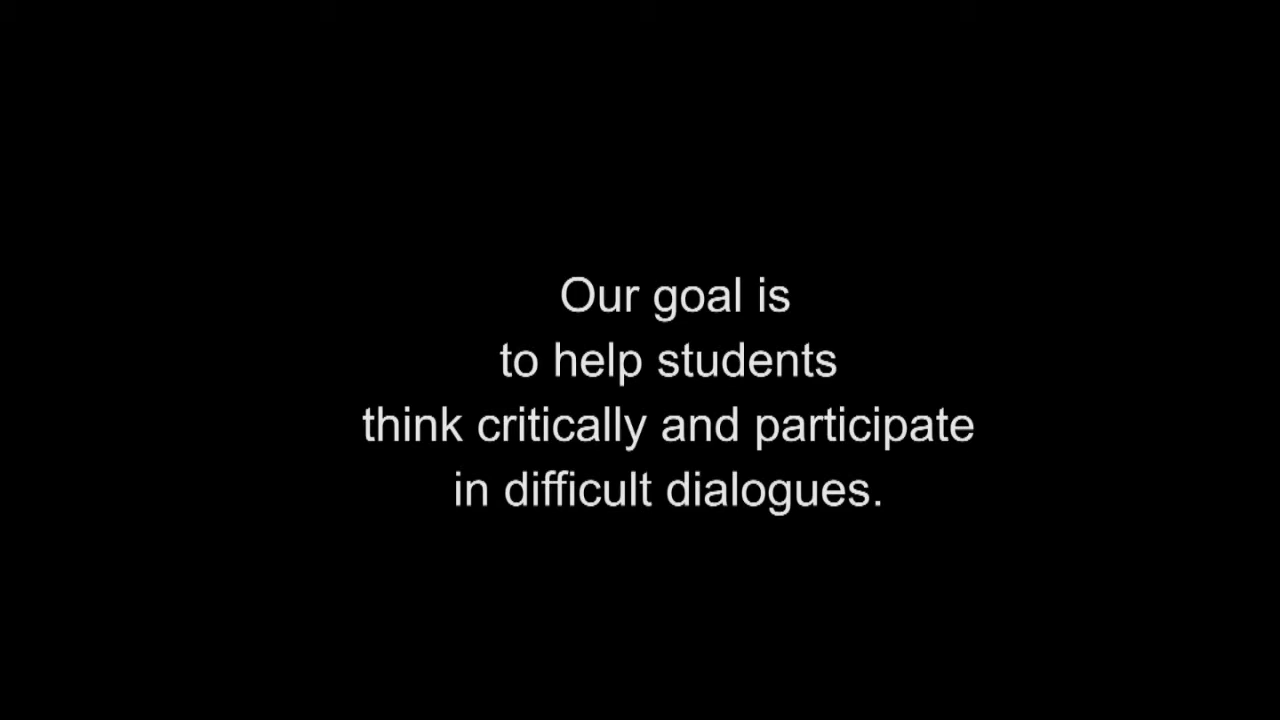 Our goal is
to help students
think critically and participate
in difficult dialogues.